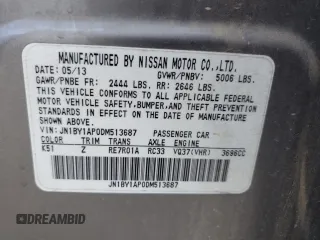 MANUFACTURED BY NISSAN MOTOR CO.,LTD.
DATE: 05/13 GVWR/PNBV: 5006 LBS.
GAWR/PNBE FR: 2444 LBS. RR: 2646 LBS.
THIS VEHICLE CONFORMS TO ALL APPLICABLE FEDERAL
MOTOR VEHICLE SAFETY, BUMPER, AND THEFT PREVENTION
STANDARDS IN EFFECT ON THE DATE OF MANUFACTURE
SHOWN ABOVE.
V.I.N: JN1BY1AP0DM513687 PASSENGER CAR
COLOR TRIM TRANS AXLE ENGINE
K51 Z RE7R01A RC33 VQ37(VHR) 3696CC
JN1BY1AP0DM513687